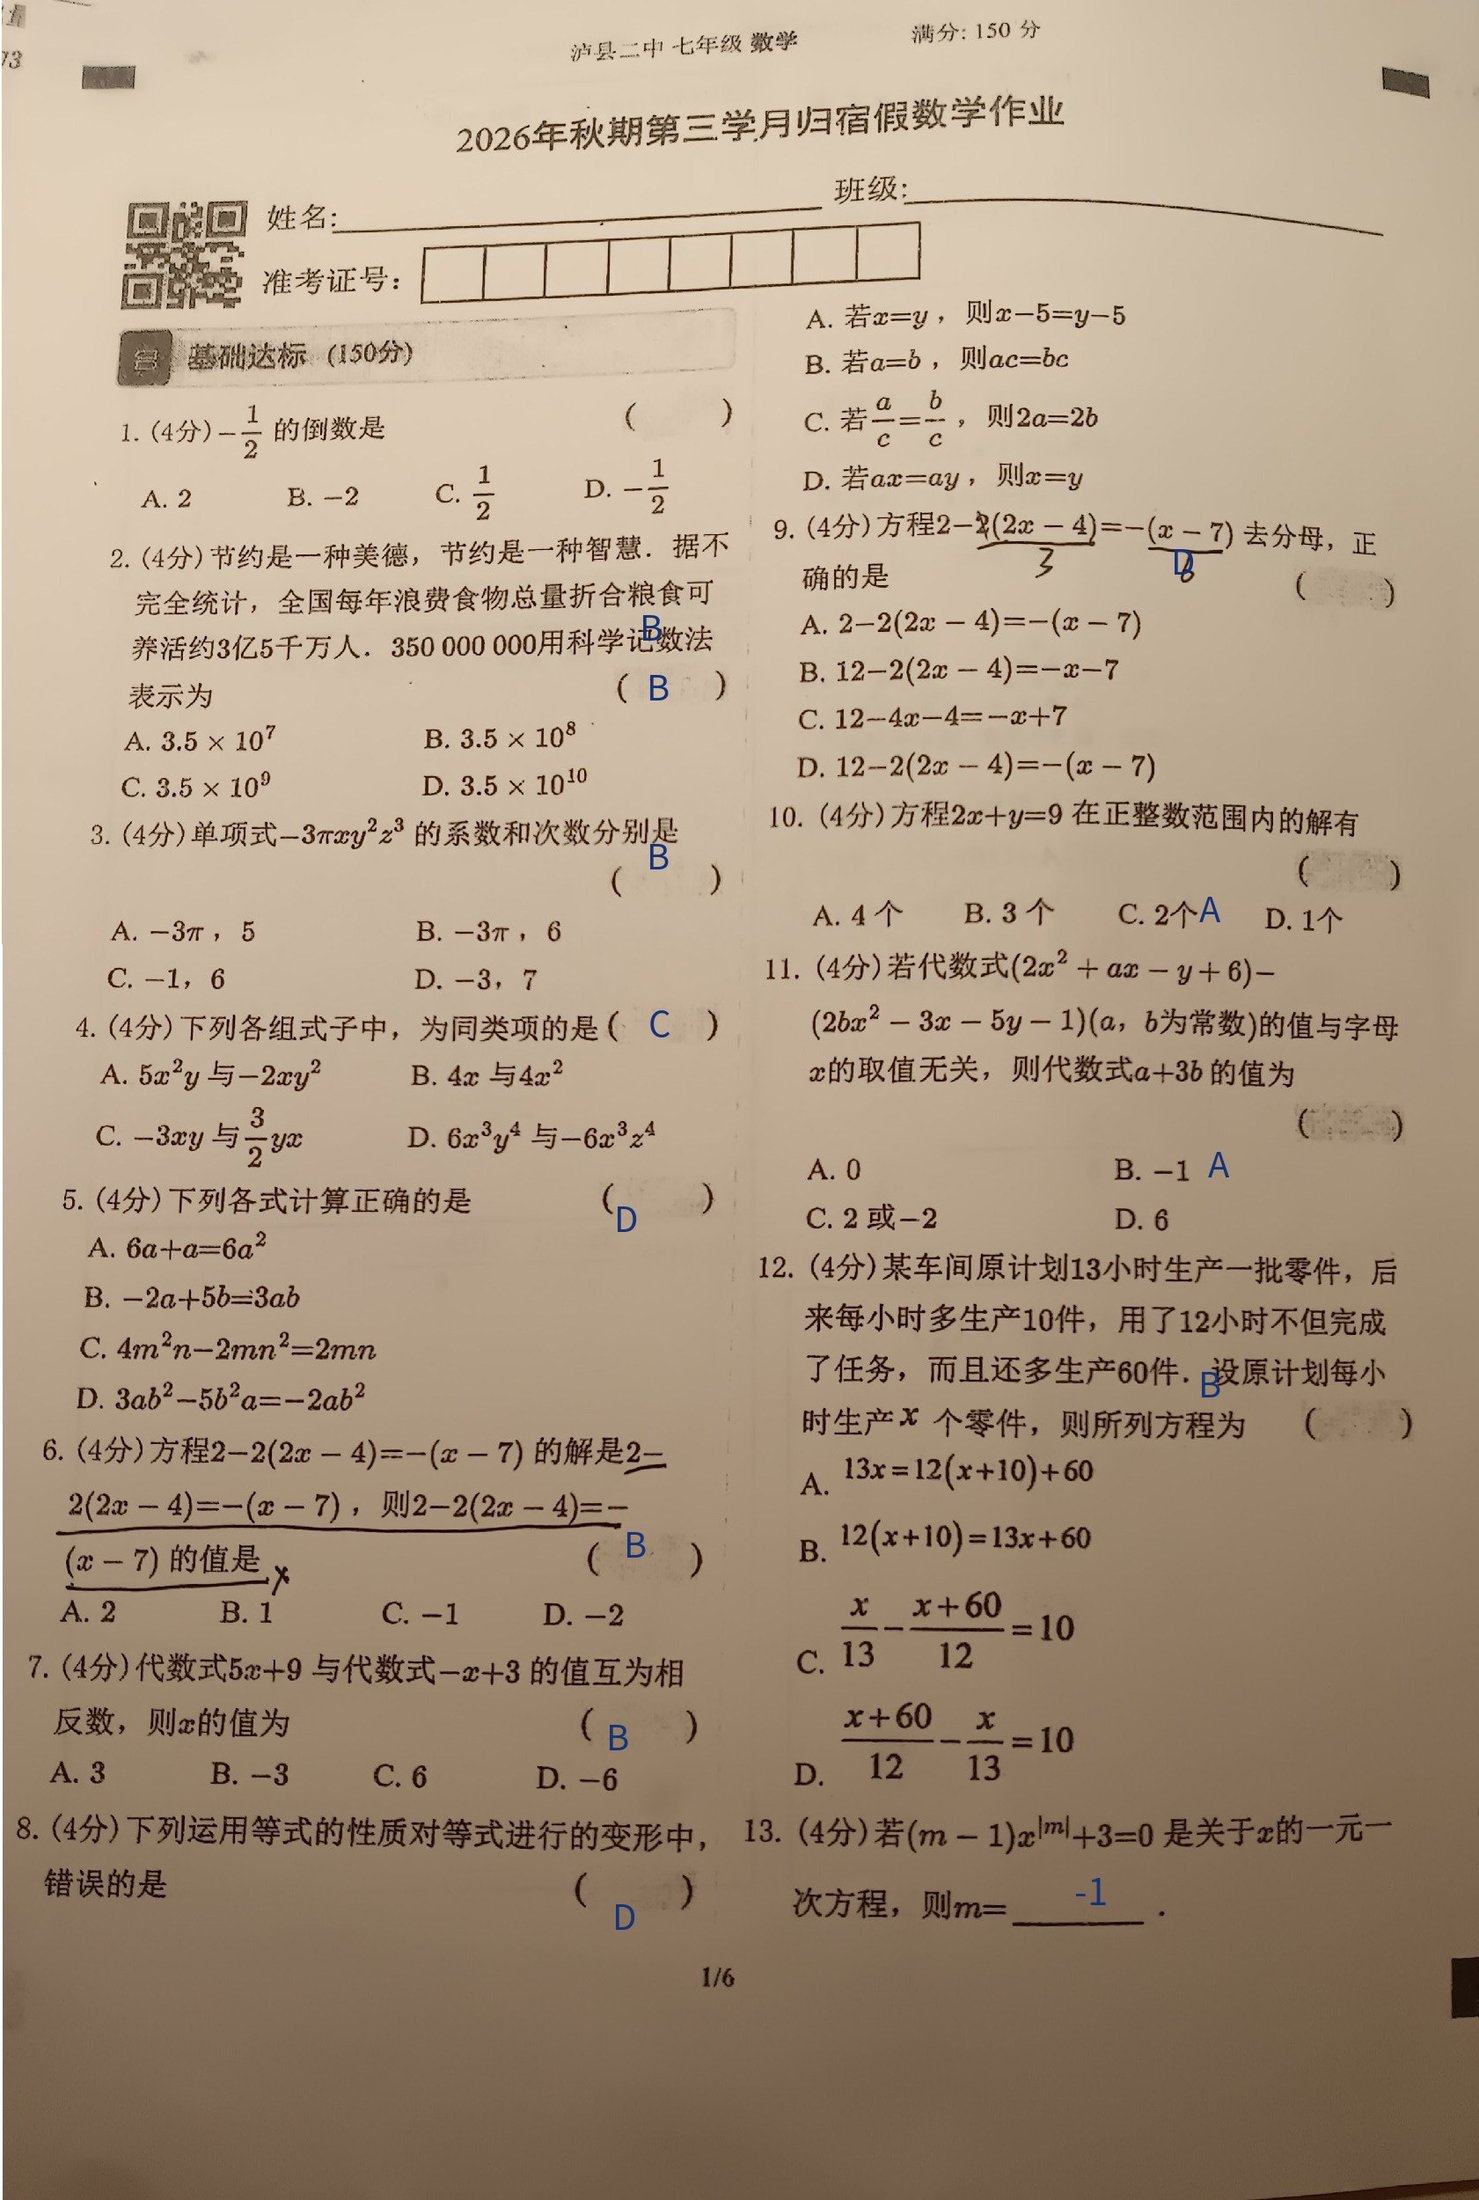 73
泸县二中 七年级 数学
满分: 150 分
2026年秋期第三学月归宿假数学作业
姓名:
班级:
准考证号:
基础达标 (150分)
1. (4分) −1/2 的倒数是 ( )
A. 2 B. −2 C. 1/2 D. −1/2
2. (4分) 节约是一种美德，节约是一种智慧．据不
完全统计，全国每年浪费食物总量折合粮食可
B
养活约3亿5千万人．350 000 000用科学记数法
表示为 ( B )
A. 3.5 × 10⁷ B. 3.5 × 10⁸
C. 3.5 × 10⁹ D. 3.5 × 10¹⁰
3. (4分) 单项式−3πxy²z³ 的系数和次数分别是
( B )
A. −3π， 5 B. −3π， 6
C. −1，6 D. −3，7
4. (4分) 下列各组式子中，为同类项的是 ( C )
A. 5x²y 与−2xy² B. 4x 与4x²
C. −3xy 与3/2yx D. 6x³y⁴ 与−6x³z⁴
5. (4分) 下列各式计算正确的是 ( D )
A. 6a+a=6a²
B. −2a+5b=3ab
C. 4m²n−2mn²=2mn
D. 3ab²−5b²a=−2ab²
6. (4分) 方程2−2(2x − 4)=−(x − 7) 的解是2−
2(2x − 4)=−(x − 7)，则2−2(2x − 4)=−
(x − 7) 的值是 x ( B )
A. 2 B. 1 C. −1 D. −2
7. (4分) 代数式5x+9 与代数式−x+3 的值互为相
反数，则x的值为 ( B )
A. 3 B. −3 C. 6 D. −6
8. (4分) 下列运用等式的性质对等式进行的变形中，
错误的是 ( D )
A. 若x=y， 则x−5=y−5
B. 若a=b， 则ac=bc
C. 若a/c=b/c， 则2a=2b
D. 若ax=ay， 则x=y
9. (4分) 方程2−2(2x − 4)=−(x − 7) 去分母，正
3 D 6
确的是 ( )
A. 2−2(2x − 4)=−(x − 7)
B. 12−2(2x − 4)=−x−7
C. 12−4x−4=−x+7
D. 12−2(2x − 4)=−(x − 7)
10. (4分) 方程2x+y=9 在正整数范围内的解有
( )
A. 4 个 B. 3 个 C. 2个 A D. 1个
11. (4分) 若代数式(2x² + ax − y + 6)−
(2bx² − 3x − 5y − 1)(a，b为常数)的值与字母
x的取值无关，则代数式a+3b 的值为
( )
A. 0 B. −1 A
C. 2 或−2 D. 6
12. (4分) 某车间原计划13小时生产一批零件，后
来每小时多生产10件，用了12小时不但完成
了任务，而且还多生产60件．B设原计划每小
时生产 x 个零件，则所列方程为 ( )
A. 13x=12(x+10)+60
B. 12(x+10)=13x+60
C. x/13−(x+60)/12=10
D. (x+60)/12−x/13=10
13. (4分) 若(m − 1)x^|m|+3=0 是关于x的一元一
次方程，则m= -1 ．
1/6